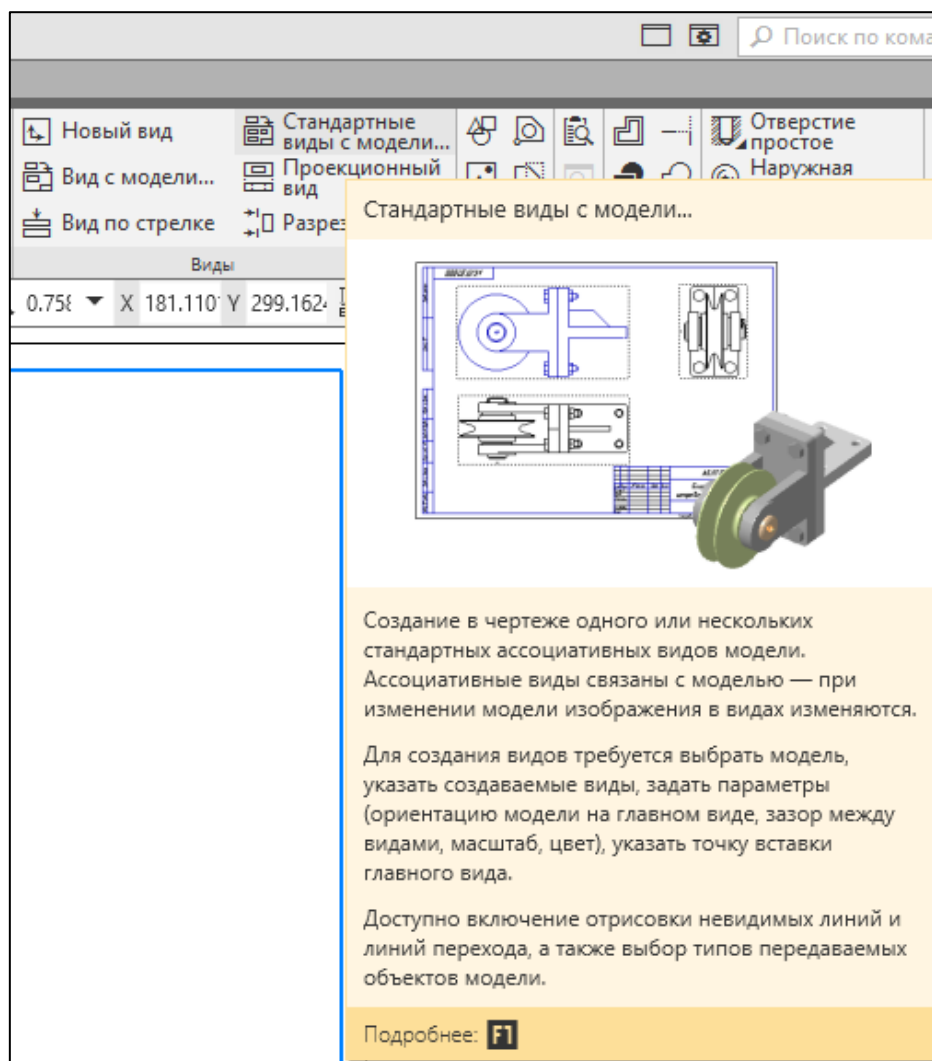 Поиск по кома
Новый вид
Стандартные
виды с модели...
Отверстие
простое
Вид с модели...
Проекционный
вид
Наружная
Вид по стрелке
Разрез
Виды
0.758 X 181.110 Y 299.162
Стандартные виды с модели...
Создание в чертеже одного или нескольких
стандартных ассоциативных видов модели.
Ассоциативные виды связаны с моделью — при
изменении модели изображения в видах изменяются.
Для создания видов требуется выбрать модель,
указать создаваемые виды, задать параметры
(ориентацию модели на главном виде, зазор между
видами, масштаб, цвет), указать точку вставки
главного вида.
Доступно включение отрисовки невидимых линий и
линий перехода, а также выбор типов передаваемых
объектов модели.
Подробнее: F1